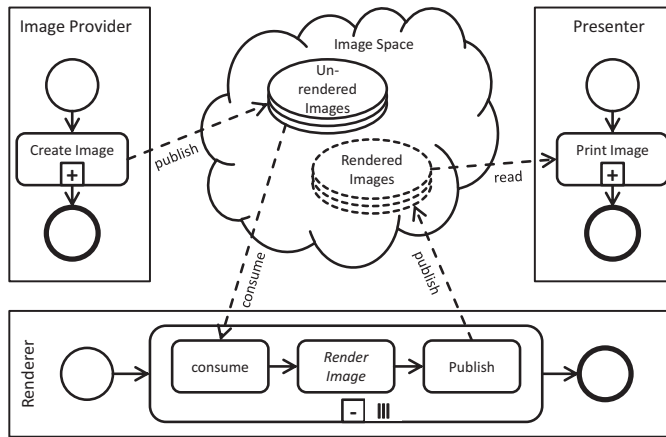 Image Provider
Image Space
Presenter
Un-
rendered
Images
Create Image
+
publish
Rendered
Images
read
Print Image
+
consume
publish
Renderer
consume
Render
Image
Publish
-